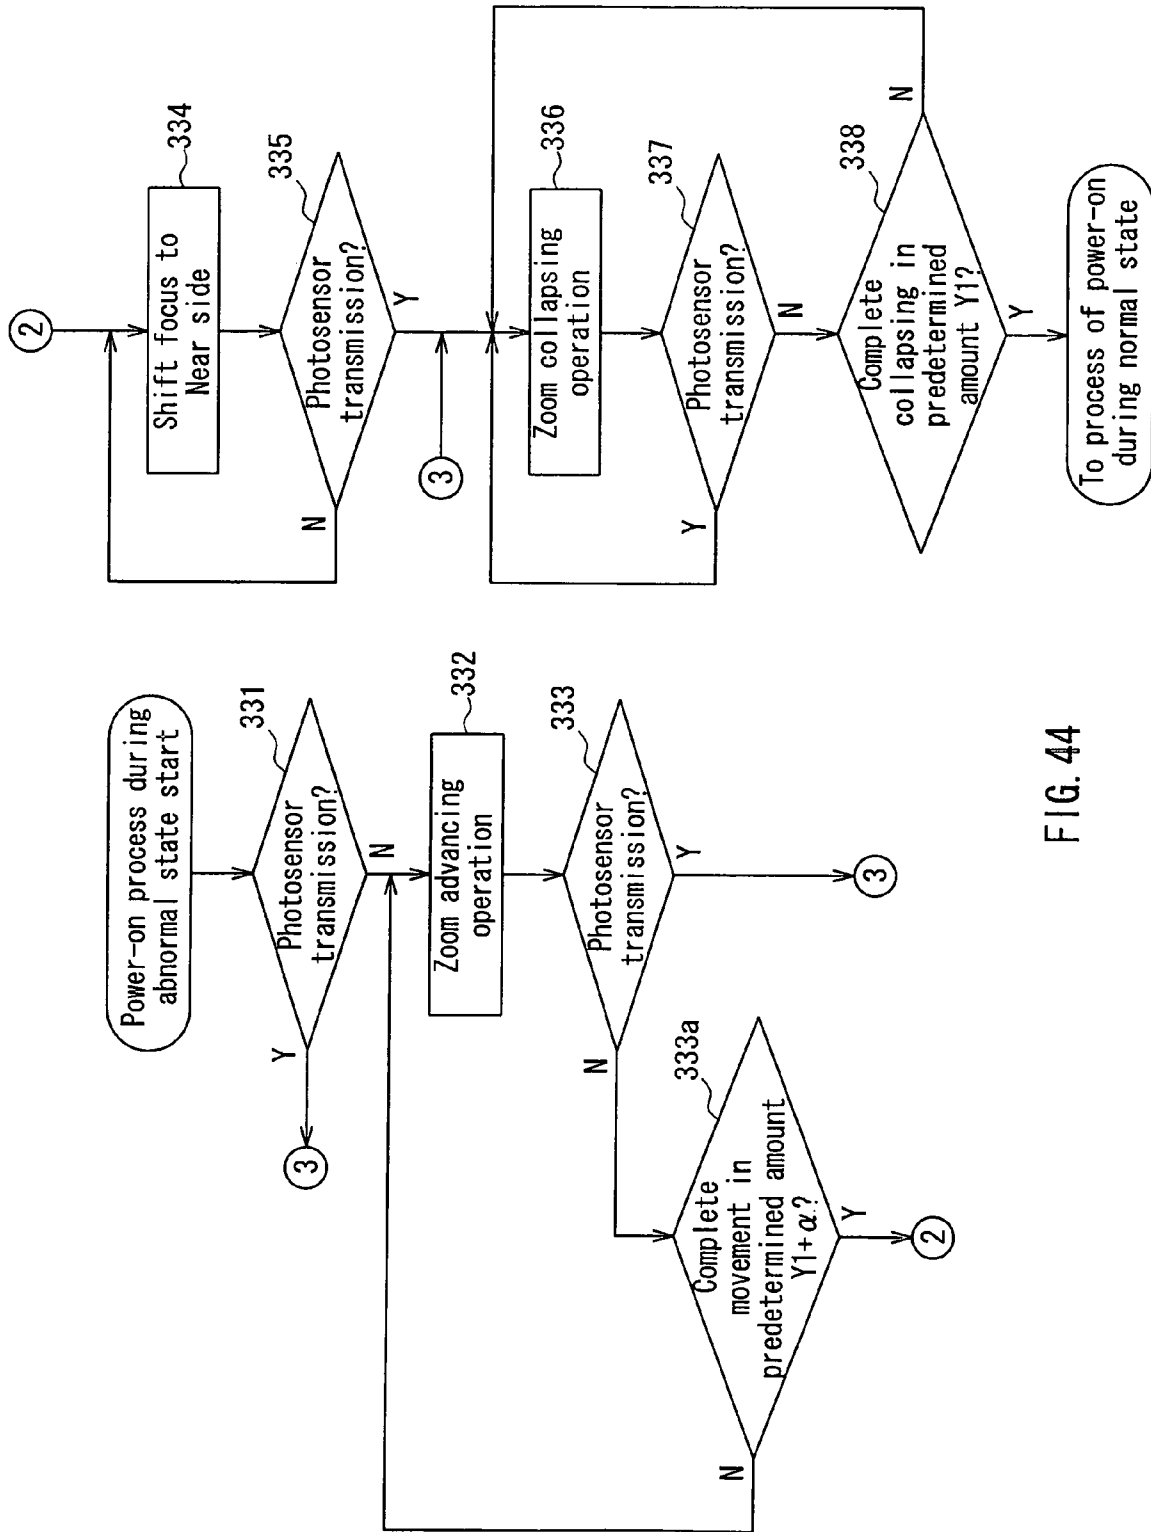 Power-on process during
abnormal state start
331
Photosensor
transmission?
Y
3
N
332
Zoom advancing
operation
333
Photosensor
transmission?
Y
3
N
333a
Complete
movement in
predetermined amount
Y1+α?
N
Y
2
2
334
Shift focus to
Near side
335
Photosensor
transmission?
N
Y
3
336
Zoom collapsing
operation
337
Photosensor
transmission?
Y
N
338
Complete
collapsing in
predetermined
amount Y1?
N
Y
To process of power-on
during normal state
FIG. 44